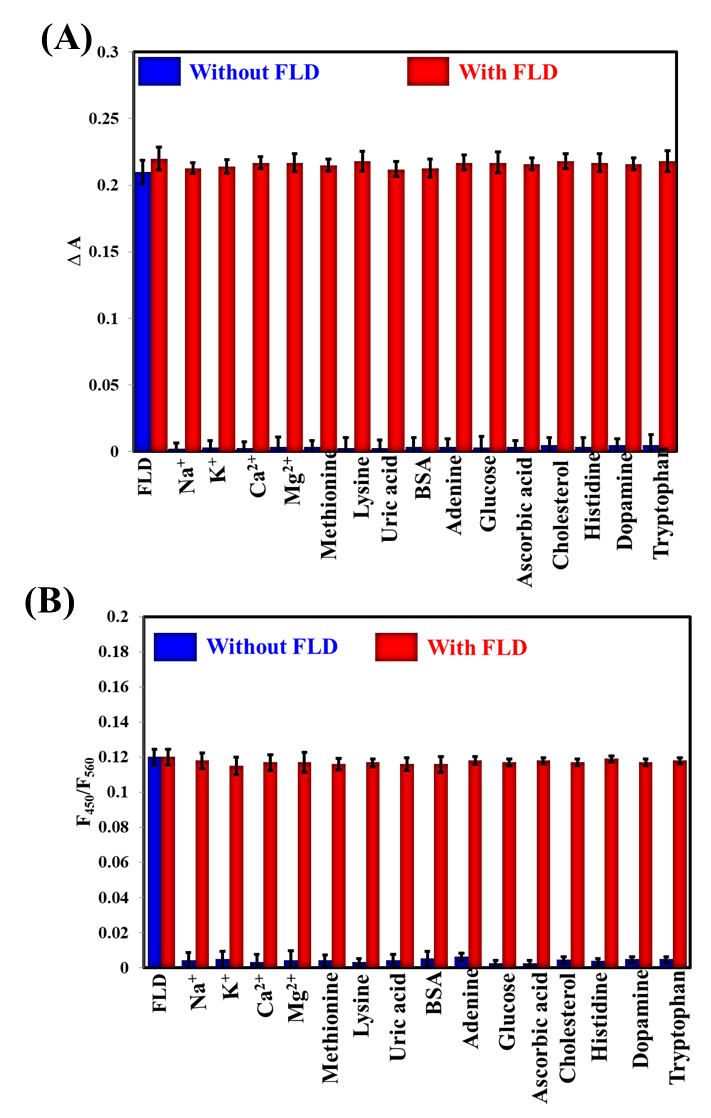 (A)
0.3
Without FLD
With FLD
0.25
0.2
0.15
0.1
0.05
0
Δ A
FLD
Na⁺
K⁺
Ca²⁺
Mg²⁺
Methionine
Lysine
Uric acid
BSA
Adenine
Glucose
Ascorbic acid
Cholesterol
Histidine
Dopamine
Tryptophan
(B)
0.2
Without FLD
With FLD
0.18
0.16
0.14
0.12
0.1
0.08
0.06
0.04
0.02
0
F₄₅₀/F₅₆₀
FLD
Na⁺
K⁺
Ca²⁺
Mg²⁺
Methionine
Lysine
Uric acid
BSA
Adenine
Glucose
Ascorbic acid
Cholesterol
Histidine
Dopamine
Tryptophan